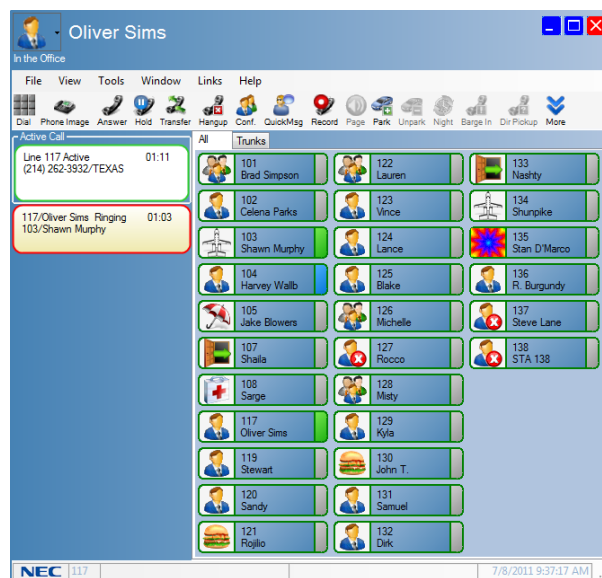 Oliver Sims
In the Office
File View Tools Window Links Help
Dial Phone Image Answer Hold Transfer Hangup Conf. QuickMsg Record Page Park Unpark Night Barge In Dir Pickup More
Active Call
All Trunks
Line 117 Active 01:11
(214) 262-3932/TEXAS
117/Oliver Sims Ringing 01:03
103/Shawn Murphy
101
Brad Simpson
102
Celena Parks
103
Shawn Murphy
104
Harvey Wallb
105
Jake Blowers
107
Shaila
108
Sarge
117
Oliver Sims
119
Stewart
120
Sandy
121
Rojilio
122
Lauren
123
Vince
124
Lance
125
Blake
126
Michelle
127
Rocco
128
Misty
129
Kyla
130
John T.
131
Samuel
132
Dirk
133
Nashty
134
Shunpike
135
Stan D'Marco
136
R. Burgundy
137
Steve Lane
138
STA 138
NEC 117 7/8/2011 9:37:17 AM